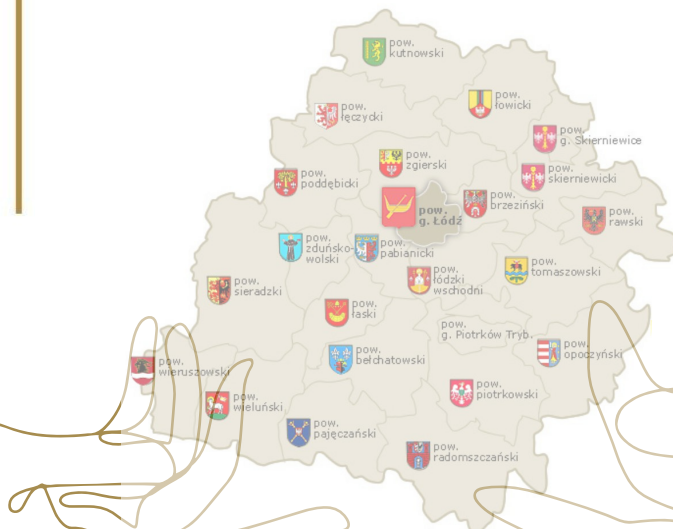 pow.
kutnowski
pow.
łowicki
pow.
łęczycki
pow.
g. Skierniewice
pow.
zgierski
pow.
skierniewicki
pow.
poddębicki
pow.
brzeziński
pow.
g. Łódź
pow.
rawski
pow.
zduńsko-
wolski
pow.
pabianicki
pow.
łódzki
wschodni
pow.
tomaszowski
pow.
sieradzki
pow.
łaski
pow.
g. Piotrków Tryb.
pow.
opoczyński
pow.
bełchatowski
pow.
wieruszowski
pow.
piotrkowski
pow.
wieluński
pow.
pajęczański
pow.
radomszczański